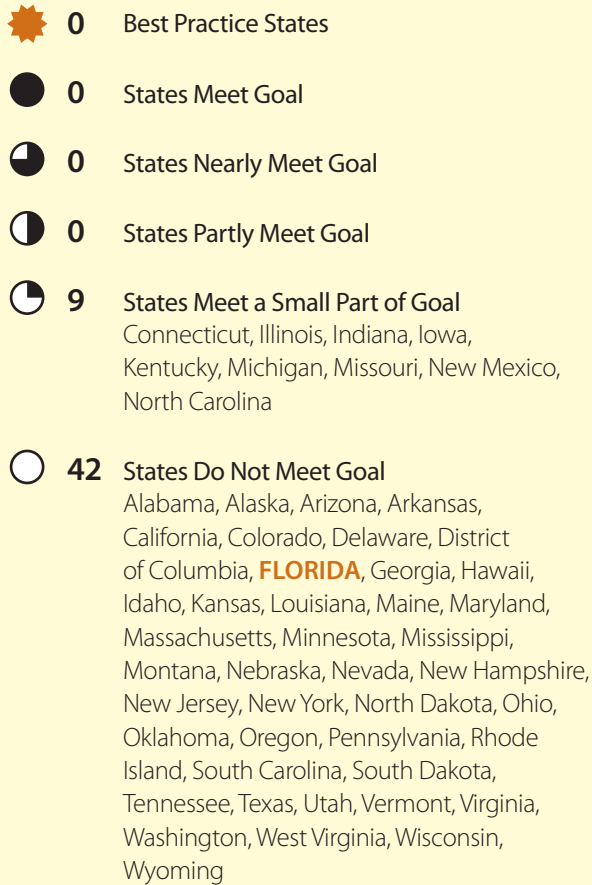 0 Best Practice States
0 States Meet Goal
0 States Nearly Meet Goal
0 States Partly Meet Goal
9 States Meet a Small Part of Goal
Connecticut, Illinois, Indiana, Iowa,
Kentucky, Michigan, Missouri, New Mexico,
North Carolina
42 States Do Not Meet Goal
Alabama, Alaska, Arizona, Arkansas,
California, Colorado, Delaware, District
of Columbia, FLORIDA, Georgia, Hawaii,
Idaho, Kansas, Louisiana, Maine, Maryland,
Massachusetts, Minnesota, Mississippi,
Montana, Nebraska, Nevada, New Hampshire,
New Jersey, New York, North Dakota, Ohio,
Oklahoma, Oregon, Pennsylvania, Rhode
Island, South Carolina, South Dakota,
Tennessee, Texas, Utah, Vermont, Virginia,
Washington, West Virginia, Wisconsin,
Wyoming